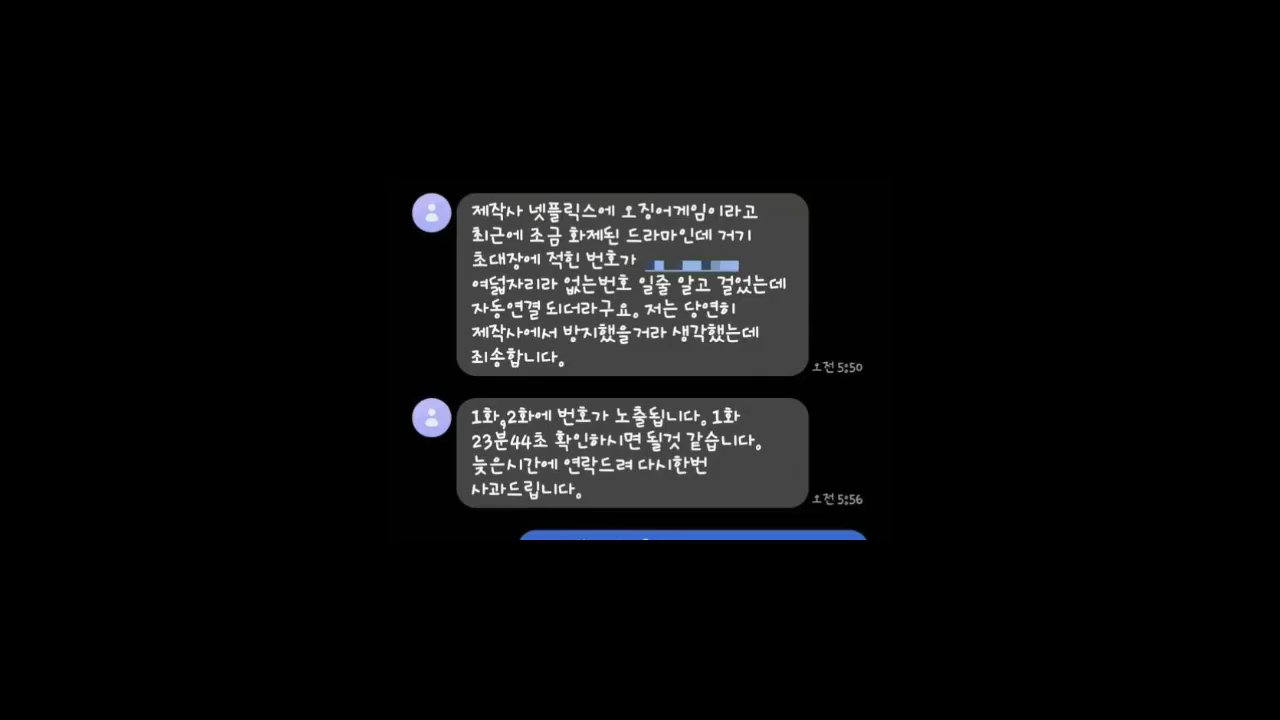 제작사 넷플릭스에 오징어게임이라고
최근에 조금 화제된 드라마인데 거기
초대장에 적힌 번호가
여덟자리라 없는번호 일줄 알고 걸었는데
자동연결 되더라구요. 저는 당연히
제작사에서 방지했을거라 생각했는데
죄송합니다.
오전 5:50
1화,2화에 번호가 노출됩니다. 1화
23분44초 확인하시면 될것 같습니다.
늦은시간에 연락드려 다시한번
사과드립니다.
오전 5:56